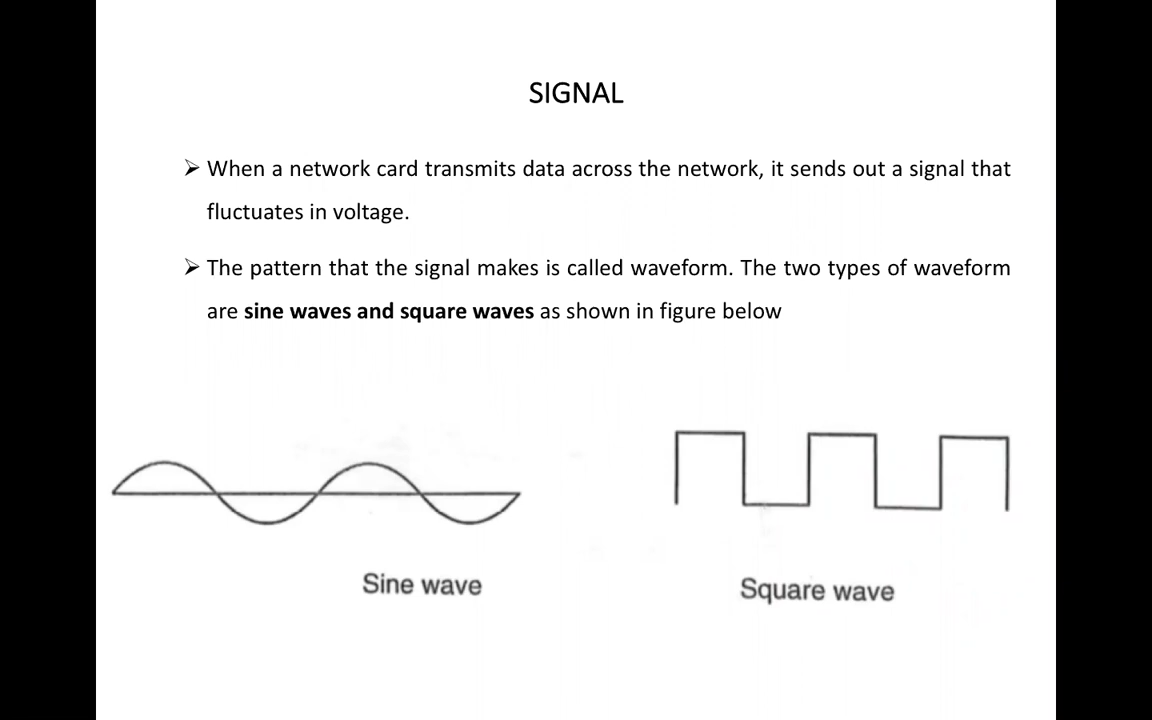 SIGNAL
➢ When a network card transmits data across the network, it sends out a signal that
fluctuates in voltage.
➢ The pattern that the signal makes is called waveform. The two types of waveform
are sine waves and square waves as shown in figure below
Sine wave
Square wave